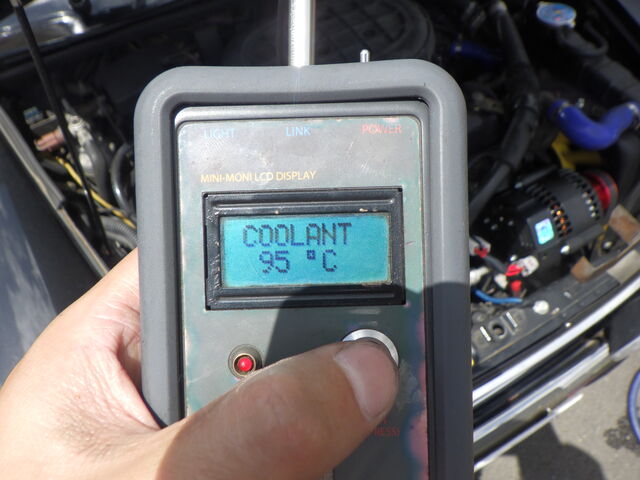 LIGHT LINK POWER
MINI-MONI LCD DISPLAY
COOLANT
95 °C